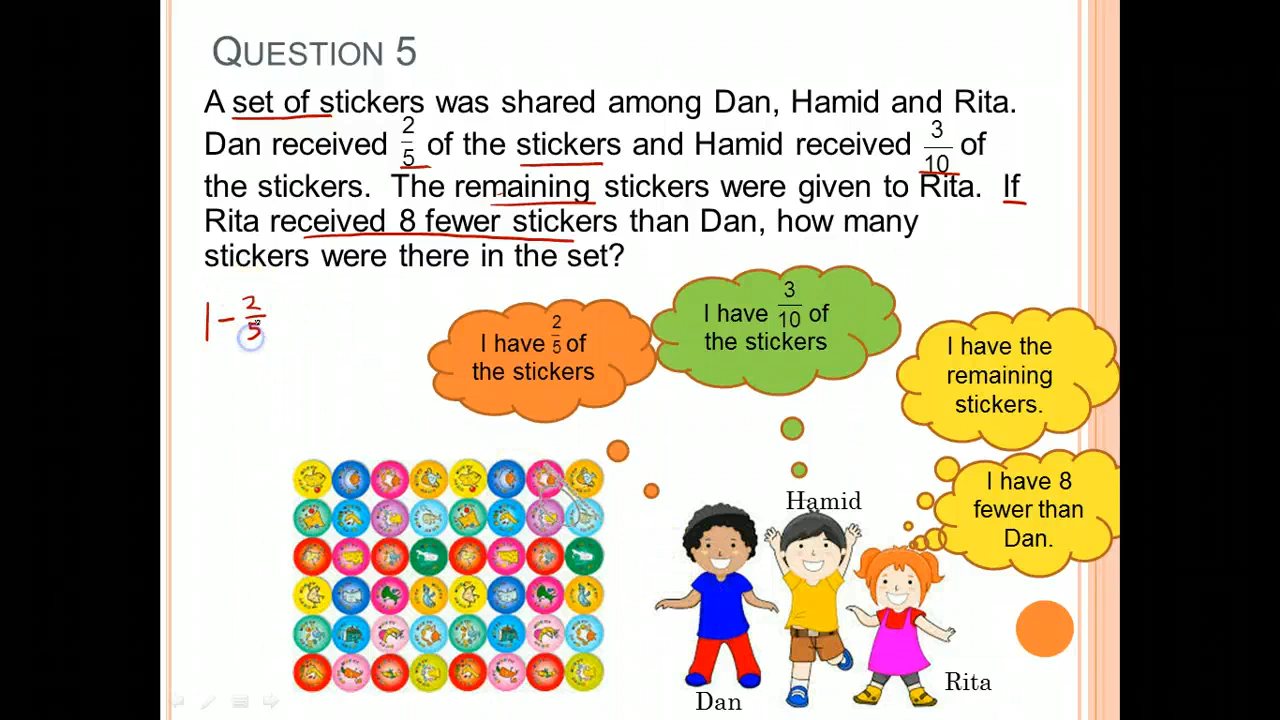 QUESTION 5
A set of stickers was shared among Dan, Hamid and Rita.
Dan received 2/5 of the stickers and Hamid received 3/10 of
the stickers. The remaining stickers were given to Rita. If
Rita received 8 fewer stickers than Dan, how many
stickers were there in the set?
1 - 2/5
I have 2/5 of
the stickers
I have 3/10 of
the stickers
I have the
remaining
stickers.
I have 8
fewer than
Dan.
Hamid
Dan
Rita